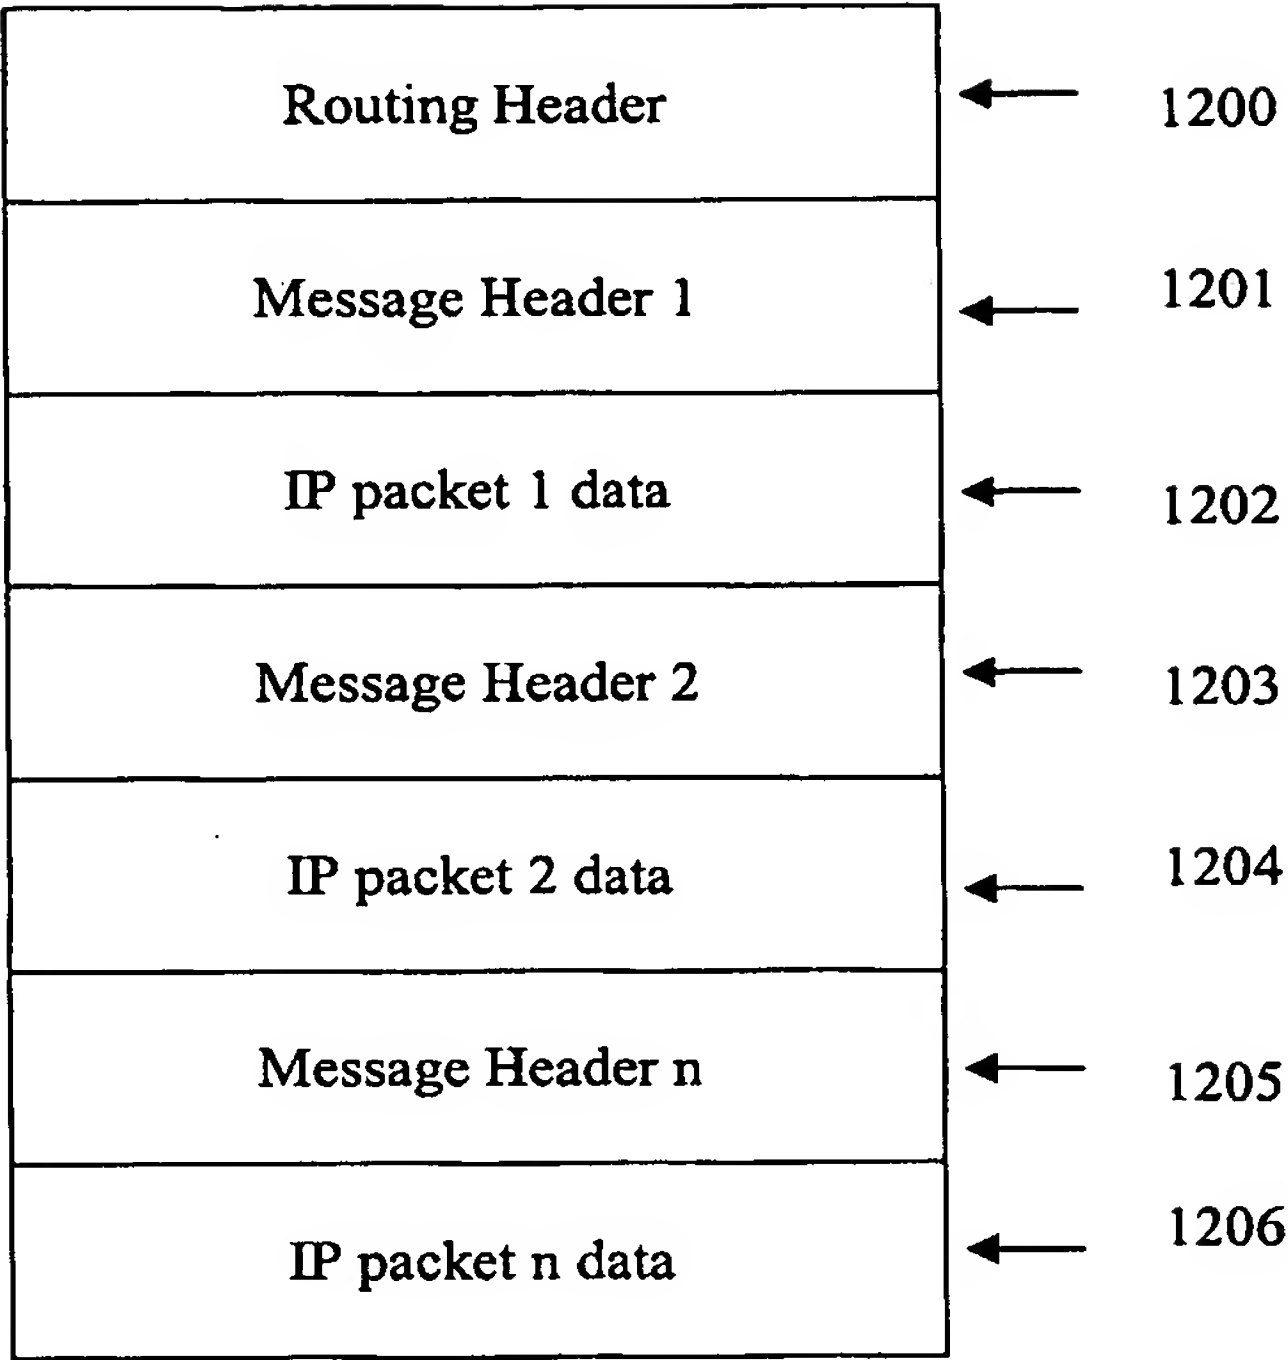 Routing Header
1200
Message Header 1
1201
IP packet 1 data
1202
Message Header 2
1203
IP packet 2 data
1204
Message Header n
1205
IP packet n data
1206